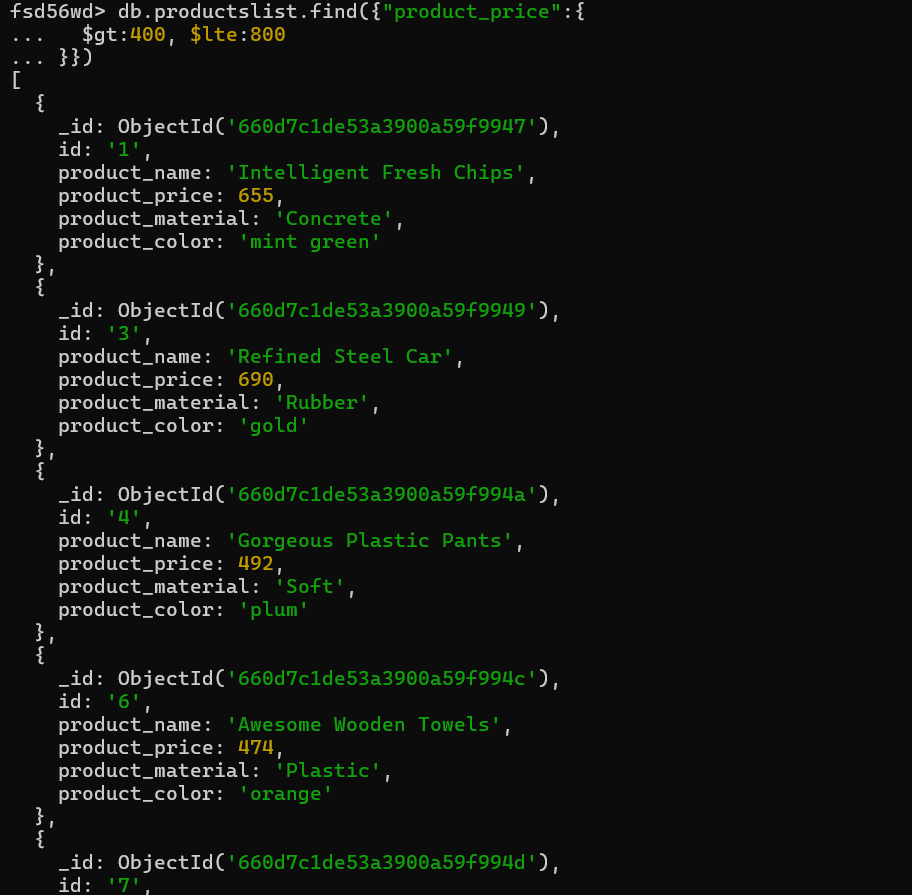 fsd56wd> db.productslist.find({"product_price":{
...   $gt:400, $lte:800
... }})
[
  {
    _id: ObjectId('660d7c1de53a3900a59f9947'),
    id: '1',
    product_name: 'Intelligent Fresh Chips',
    product_price: 655,
    product_material: 'Concrete',
    product_color: 'mint green'
  },
  {
    _id: ObjectId('660d7c1de53a3900a59f9949'),
    id: '3',
    product_name: 'Refined Steel Car',
    product_price: 690,
    product_material: 'Rubber',
    product_color: 'gold'
  },
  {
    _id: ObjectId('660d7c1de53a3900a59f994a'),
    id: '4',
    product_name: 'Gorgeous Plastic Pants',
    product_price: 492,
    product_material: 'Soft',
    product_color: 'plum'
  },
  {
    _id: ObjectId('660d7c1de53a3900a59f994c'),
    id: '6',
    product_name: 'Awesome Wooden Towels',
    product_price: 474,
    product_material: 'Plastic',
    product_color: 'orange'
  },
  {
    _id: ObjectId('660d7c1de53a3900a59f994d'),
    id: '7',